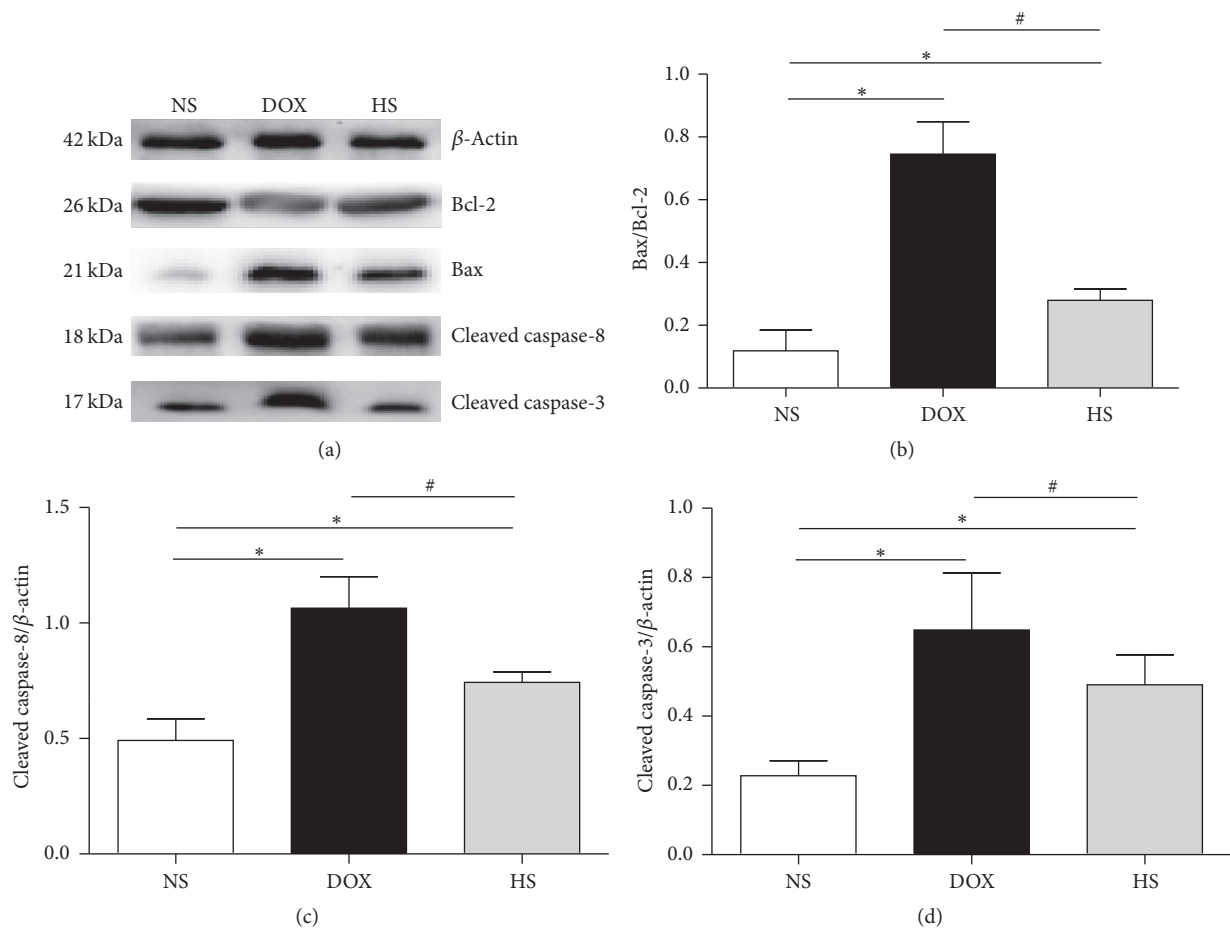 NS DOX HS
42 kDa β-Actin
26 kDa Bcl-2
21 kDa Bax
18 kDa Cleaved caspase-8
17 kDa Cleaved caspase-3
(a)
#
*
*
1.0
0.8
0.6
0.4
0.2
0.0
Bax/Bcl-2
NS DOX HS
(b)
#
*
*
1.5
1.0
0.5
0.0
Cleaved caspase-8/β-actin
NS DOX HS
(c)
#
*
*
1.0
0.8
0.6
0.4
0.2
0.0
Cleaved caspase-3/β-actin
NS DOX HS
(d)